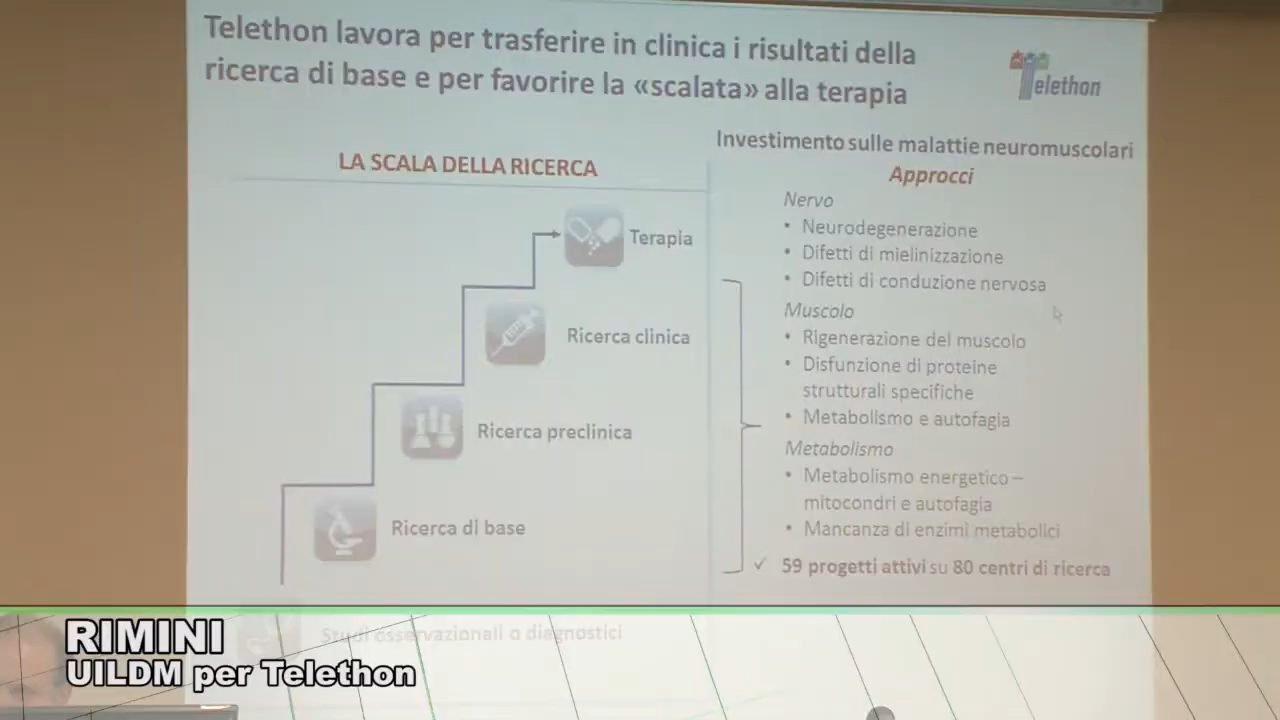 Telethon lavora per trasferire in clinica i risultati della
ricerca di base e per favorire la «scalata» alla terapia
Telethon
LA SCALA DELLA RICERCA
Terapia
Ricerca clinica
Ricerca preclinica
Ricerca di base
Studi osservazionali o diagnostici
Investimento sulle malattie neuromuscolari
Approcci
Nervo
• Neurodegenerazione
• Difetti di mielinizzazione
• Difetti di conduzione nervosa
Muscolo
• Rigenerazione del muscolo
• Disfunzione di proteine
strutturali specifiche
• Metabolismo e autofagia
Metabolismo
• Metabolismo energetico –
mitocondri e autofagia
• Mancanza di enzimi metabolici
✓ 59 progetti attivi su 80 centri di ricerca
RIMINI
UILDM per Telethon